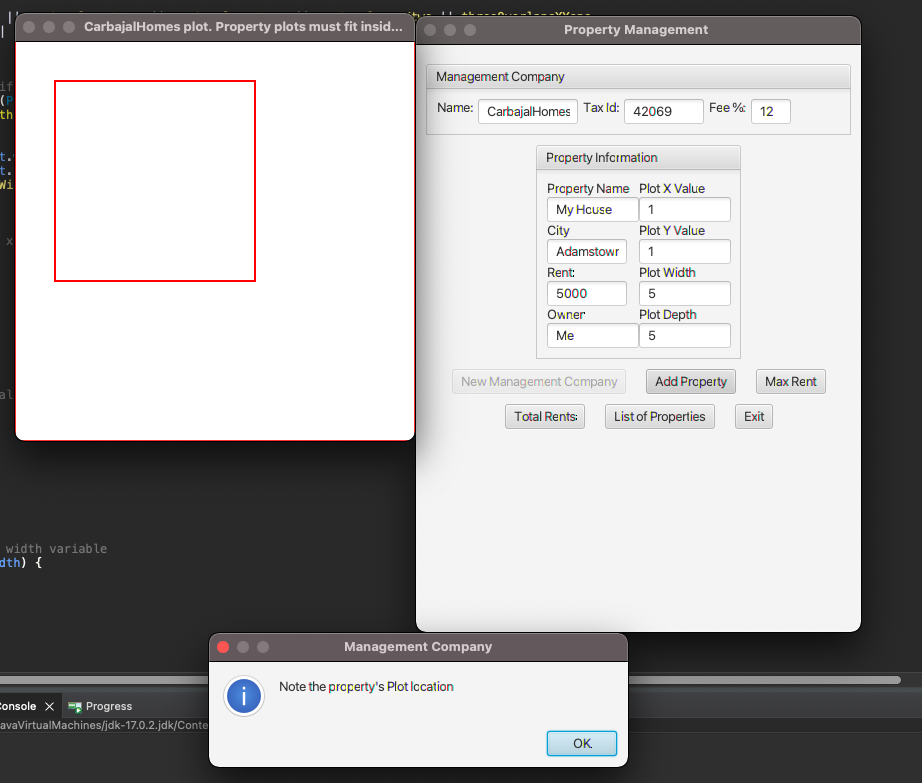 CarbajalHomes plot. Property plots must fit insid...
Property Management
Management Company
Name: CarbajalHomes Tax Id: 42069 Fee %: 12
Property Information
Property Name Plot X Value
My House 1
City Plot Y Value
Adamstown 1
Rent: Plot Width
5000 5
Owner Plot Depth
Me 5
New Management Company Add Property Max Rent
Total Rents: List of Properties Exit
width variable
dth) {
Management Company
Note the property's Plot location
OK
onsole Progress
avaVirtualMachines/jdk-17.0.2.jdk/Conte